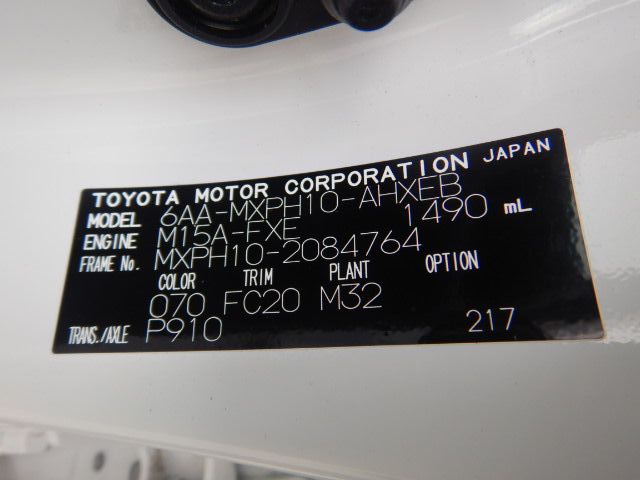 TOYOTA MOTOR CORPORATION JAPAN
MODEL 6AA-MXPH10-AHXEB
ENGINE M15A-FXE 1490 mL
FRAME No. MXPH10-2084764
COLOR TRIM PLANT OPTION
070 FC20 M32
TRANS./AXLE P910 217